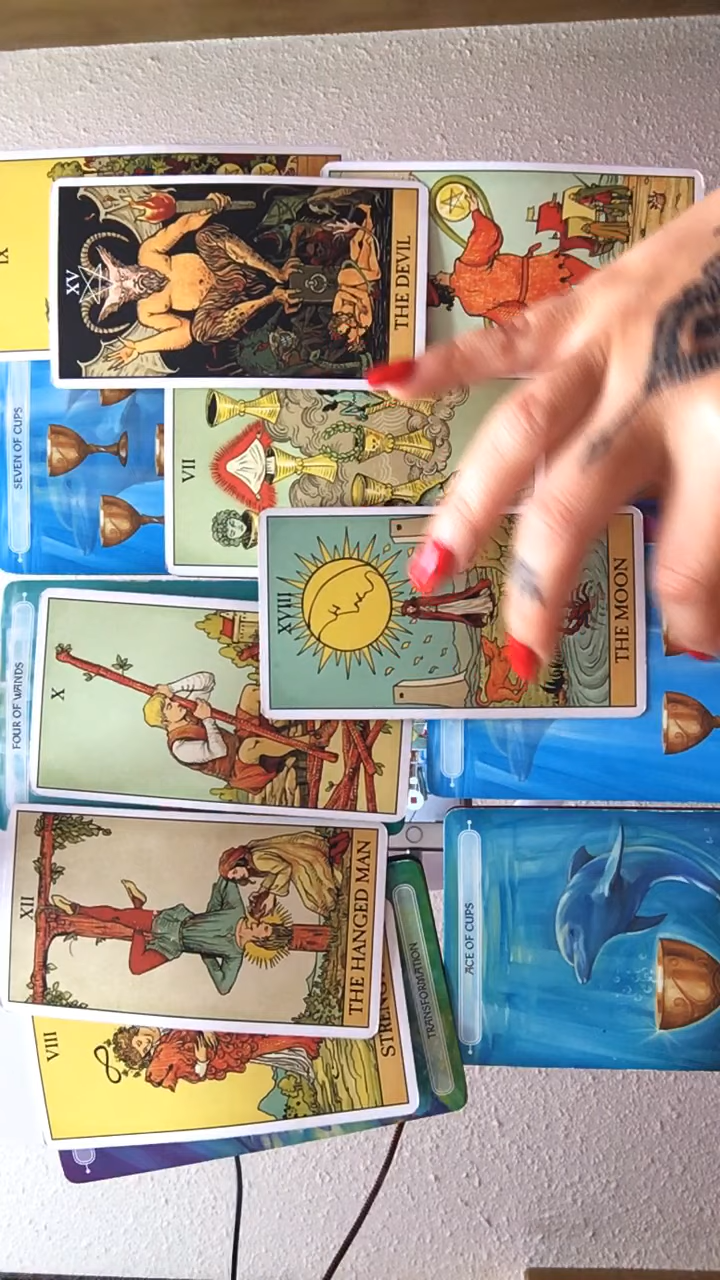 IX
XV
THE DEVIL
SEVEN OF CUPS
VII
XVIII
THE MOON
FOUR OF WANDS
X
XII
THE HANGED MAN
ACE OF CUPS
TRANSFORMATION
VIII